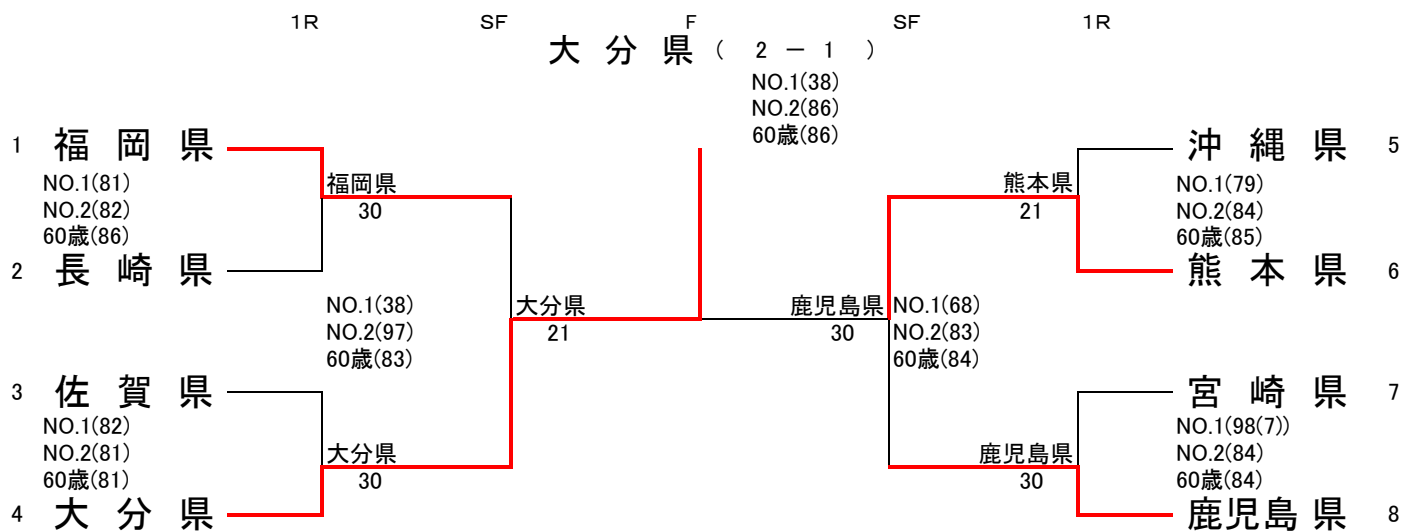 1R SF F SF 1R
大分県( 2 － 1 )
NO.1(38)
NO.2(86)
60歳(86)
1 福岡県
NO.1(81)
NO.2(82)
60歳(86)
2 長崎県
福岡県
30
NO.1(38)
NO.2(97)
60歳(83)
大分県
21
3 佐賀県
NO.1(82)
NO.2(81)
60歳(81)
4 大分県
大分県
30
沖縄県 5
NO.1(79)
NO.2(84)
60歳(85)
熊本県 6
熊本県
21
鹿児島県
30
NO.1(68)
NO.2(83)
60歳(84)
宮崎県 7
NO.1(98(7))
NO.2(84)
60歳(84)
鹿児島県 8
鹿児島県
30